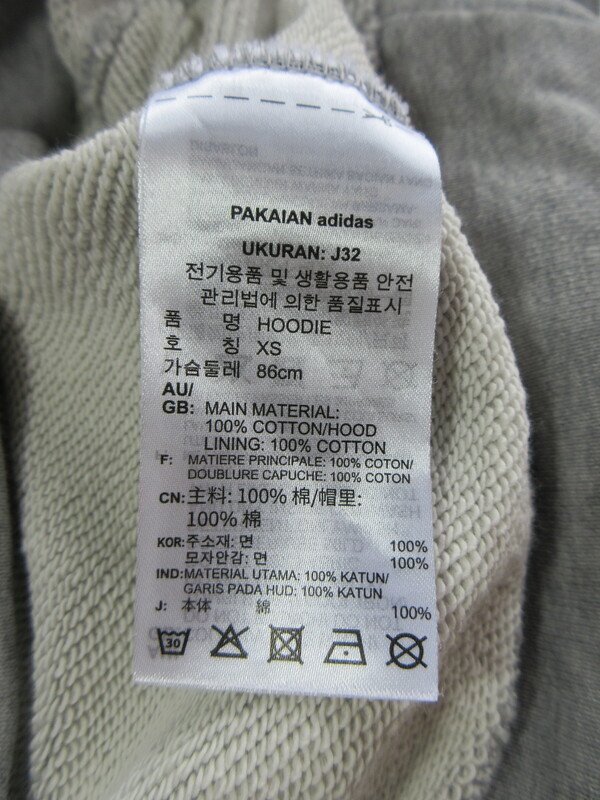 PAKAIAN adidas
UKURAN: J32
전기용품 및 생활용품 안전
관리법에 의한 품질표시
품 명 HOODIE
호 칭 XS
가슴둘레 86cm
AU/
GB: MAIN MATERIAL:
100% COTTON/HOOD
LINING: 100% COTTON
F: MATIERE PRINCIPALE: 100% COTON/
DOUBLURE CAPUCHE: 100% COTON
CN: 主料: 100% 棉/帽里:
100% 棉
KOR: 주소재: 면 100%
모자안감: 면 100%
IND: MATERIAL UTAMA: 100% KATUN/
GARIS PADA HUD: 100% KATUN
J: 本体 綿 100%
30